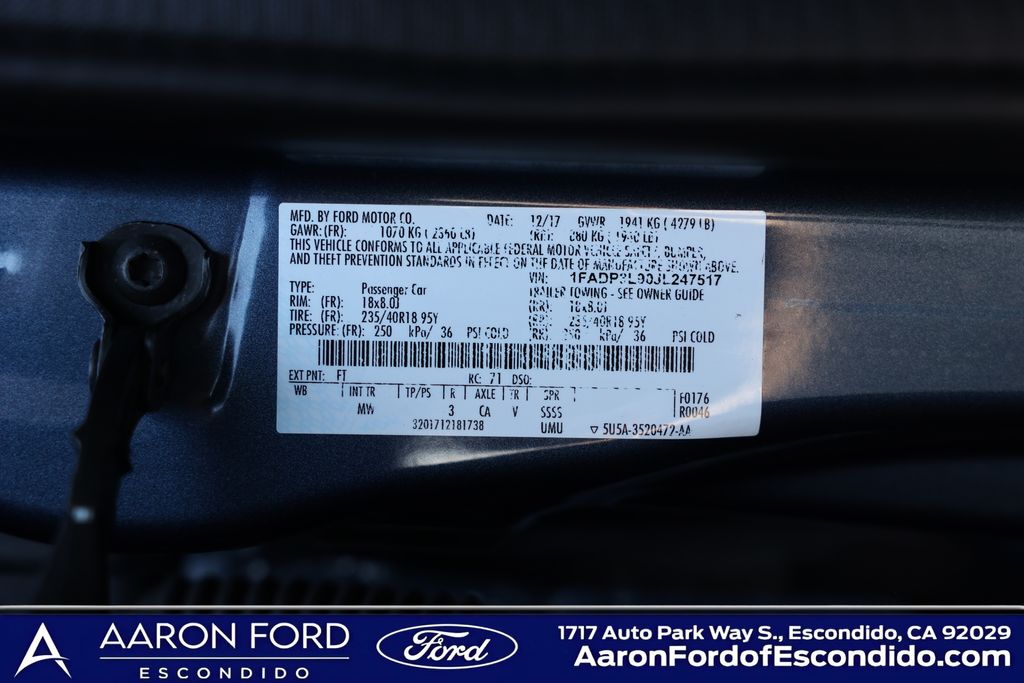 MFD. BY FORD MOTOR CO. DATE: 12/17 GVWR 1941 KG ( 4279 LB)
GAWR: (FR): 1070 KG
THIS VEHICLE CONFORMS TO ALL APPLICABLE FEDERAL MOTOR VEHICLE SAFETY, BUMPER,
AND THEFT PREVENTION STANDARDS IN EFFECT ON THE DATE OF MANUFACTURE SHOWN ABOVE.
VIN:
TYPE: Passenger Car TRAILER TOWING - SEE OWNER GUIDE
RIM: (FR): 18x8.0J (RR): 18x8.0J
TIRE: (FR): 235/40R18 95Y (RR): 235/40R18 95Y
PRESSURE: (FR): 250 kPa/ 36 PSI COLD (RR): 250 kPa/ 36 PSI COLD
EXT PNT: FT RC: 71 DSO:
WB INT TR TP/PS R AXLE TR SPR F0176
MW 3 CA V SSSS R0046
3201712181738 UMU ▽ 5U5A-3520472-AA
AARON FORD
ESCONDIDO
Ford
1717 Auto Park Way S., Escondido, CA 92029
AaronFordofEscondido.com